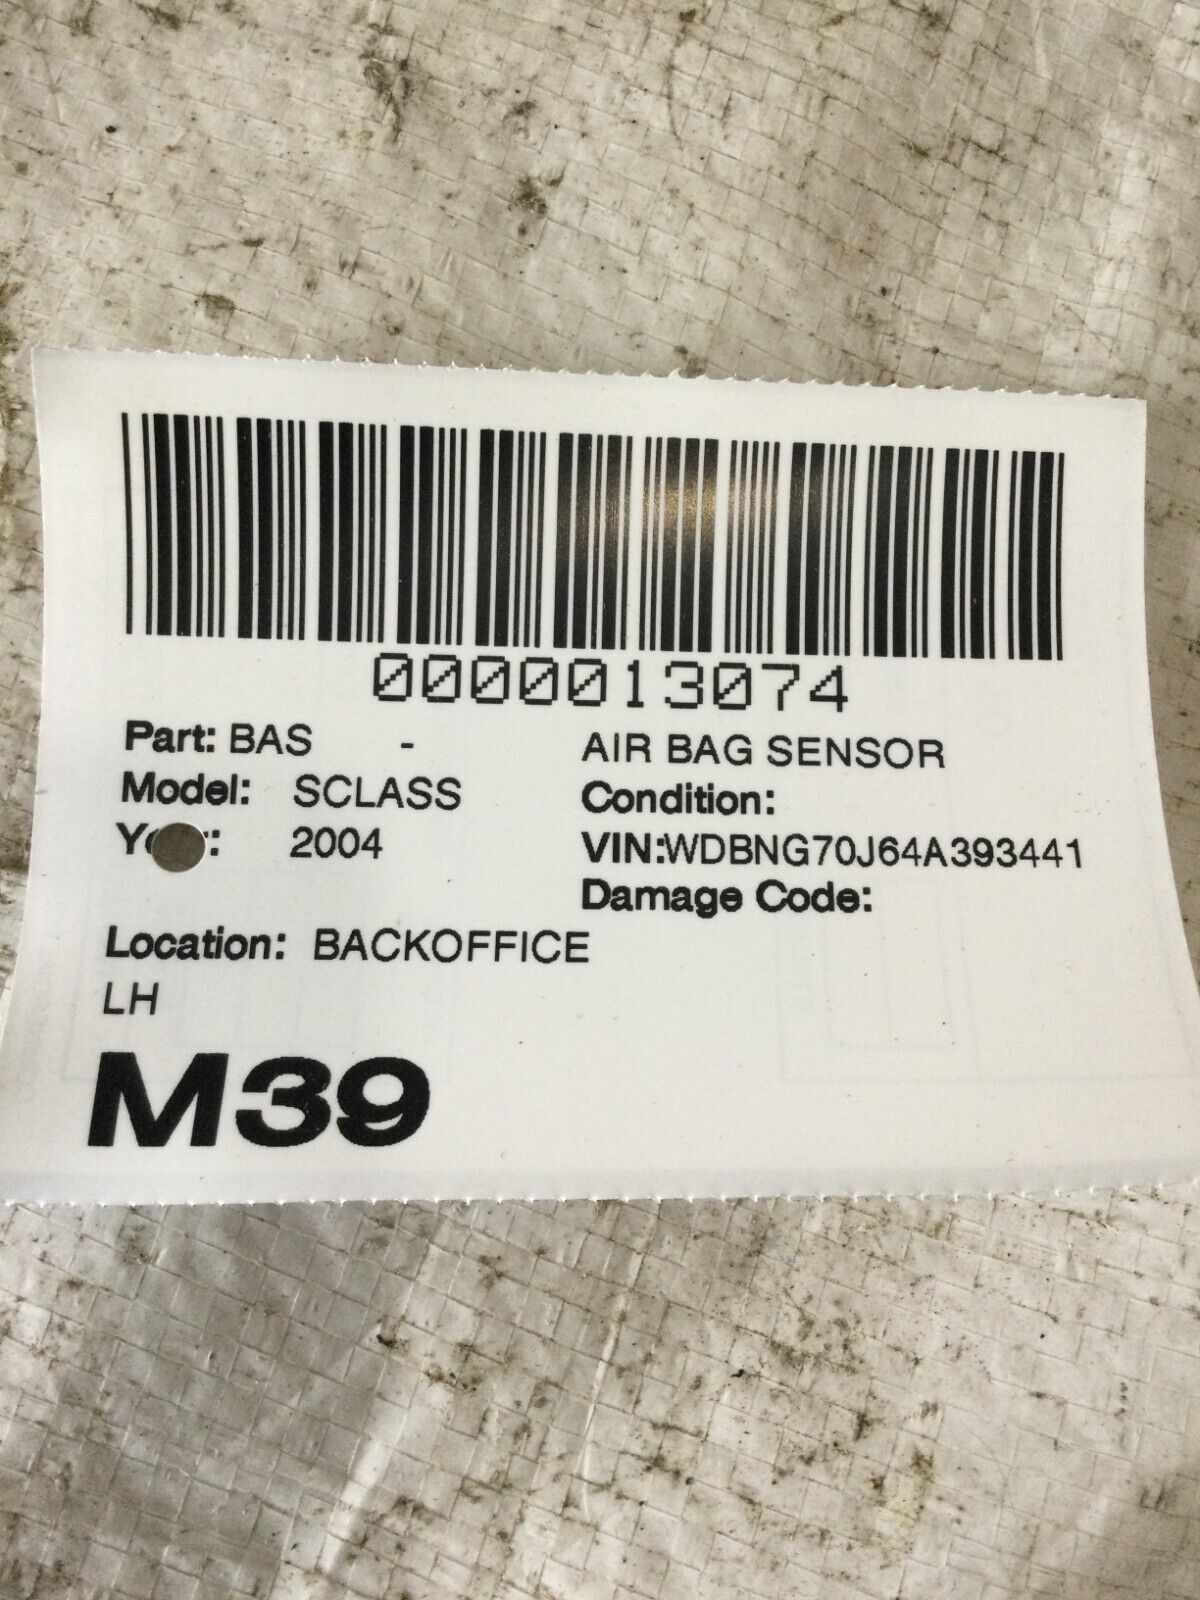 0000013074
Part: BAS - AIR BAG SENSOR
Model: SCLASS Condition:
2004 VIN:WDBNG70J64A393441
Damage Code:
Location: BACKOFFICE
LH
M39